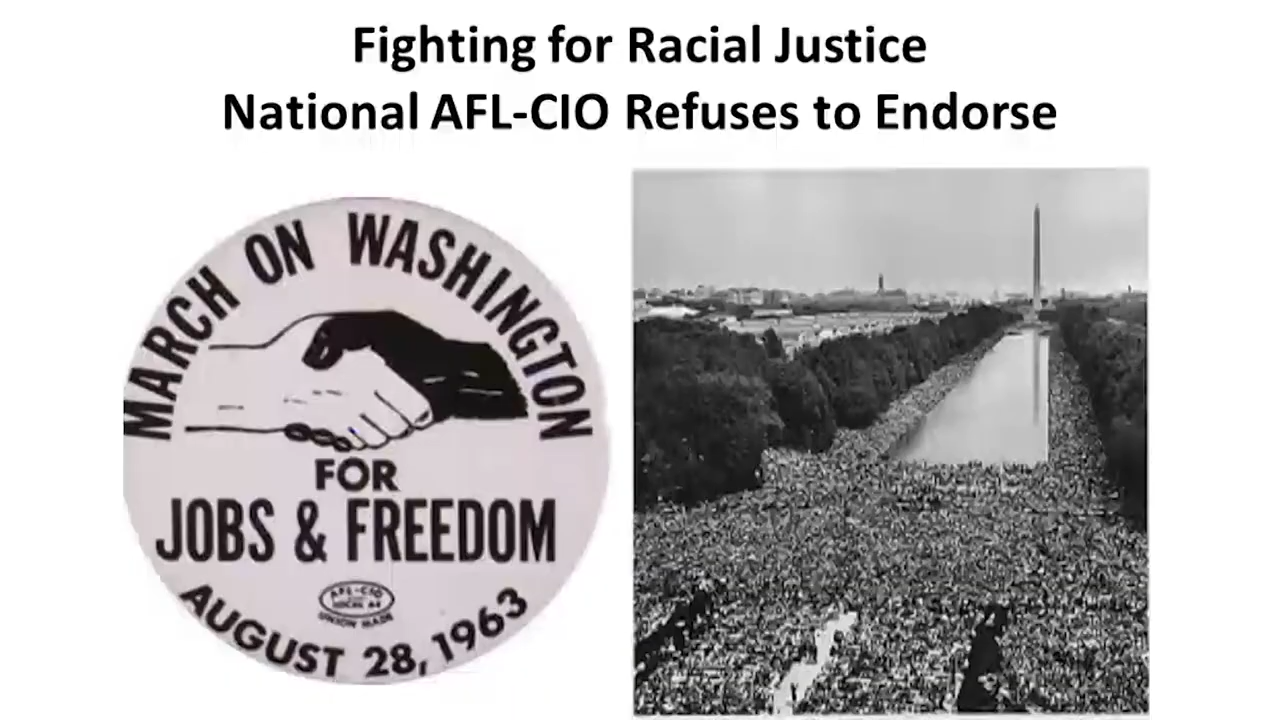 Fighting for Racial Justice
National AFL-CIO Refuses to Endorse
MARCH ON WASHINGTON
FOR
JOBS & FREEDOM
AFL-CIO
UNION MADE
AUGUST 28, 1963